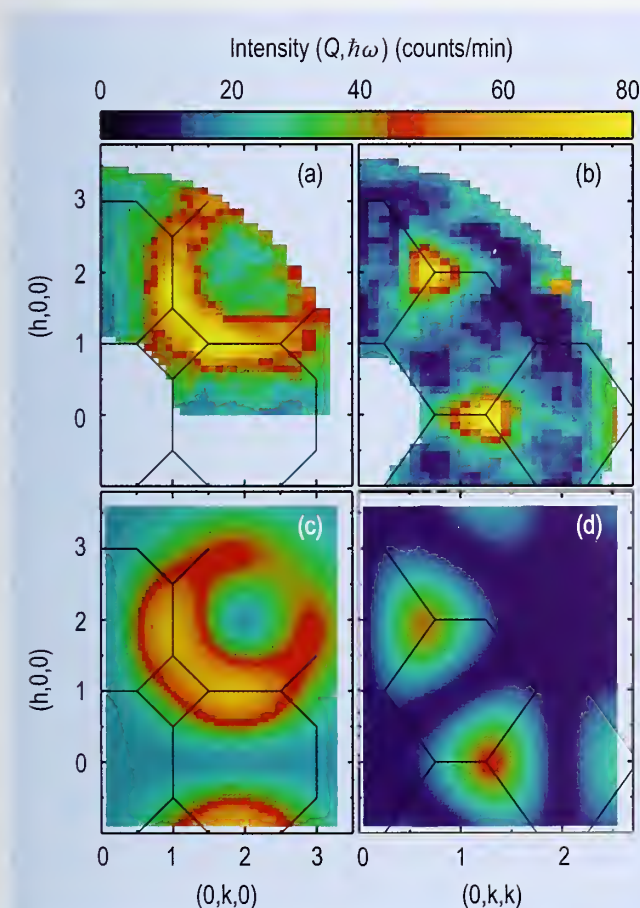 Intensity (Q,ħω) (counts/min)
0 20 40 60 80
(a) (b)
3
2
1
0
(h,0,0)
(c) (d)
3
2
1
0
(h,0,0)
0 1 2 3 0 1 2
(0,k,0) (0,k,k)